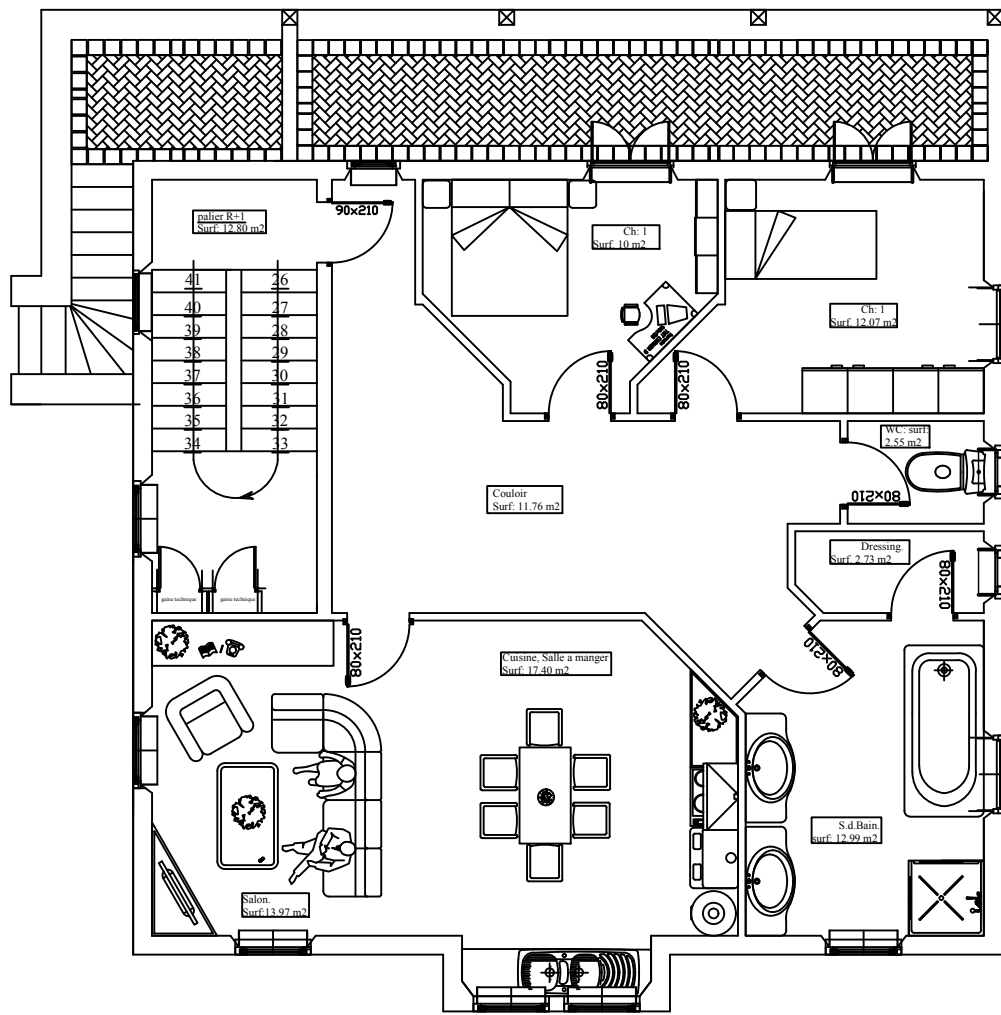 palier R+1
Surf: 12.80 m2
90x210
Ch: 1
Surf. 10 m2
Ch: 1
Surf. 12.07 m2
41
26
40
27
39
28
38
29
37
30
36
31
35
32
34
33
80x210
80x210
WC: surf:
2.55 m2
80x210
Couloir
Surf: 11.76 m2
Dressing.
Surf. 2.73 m2
80x210
gaine technique
gaine technique
80x210
80x210
Cuisine, Salle a manger
Surf: 17.40 m2
S.d.Bain.
surf: 12.99 m2
Salon.
Surf:13.97 m2